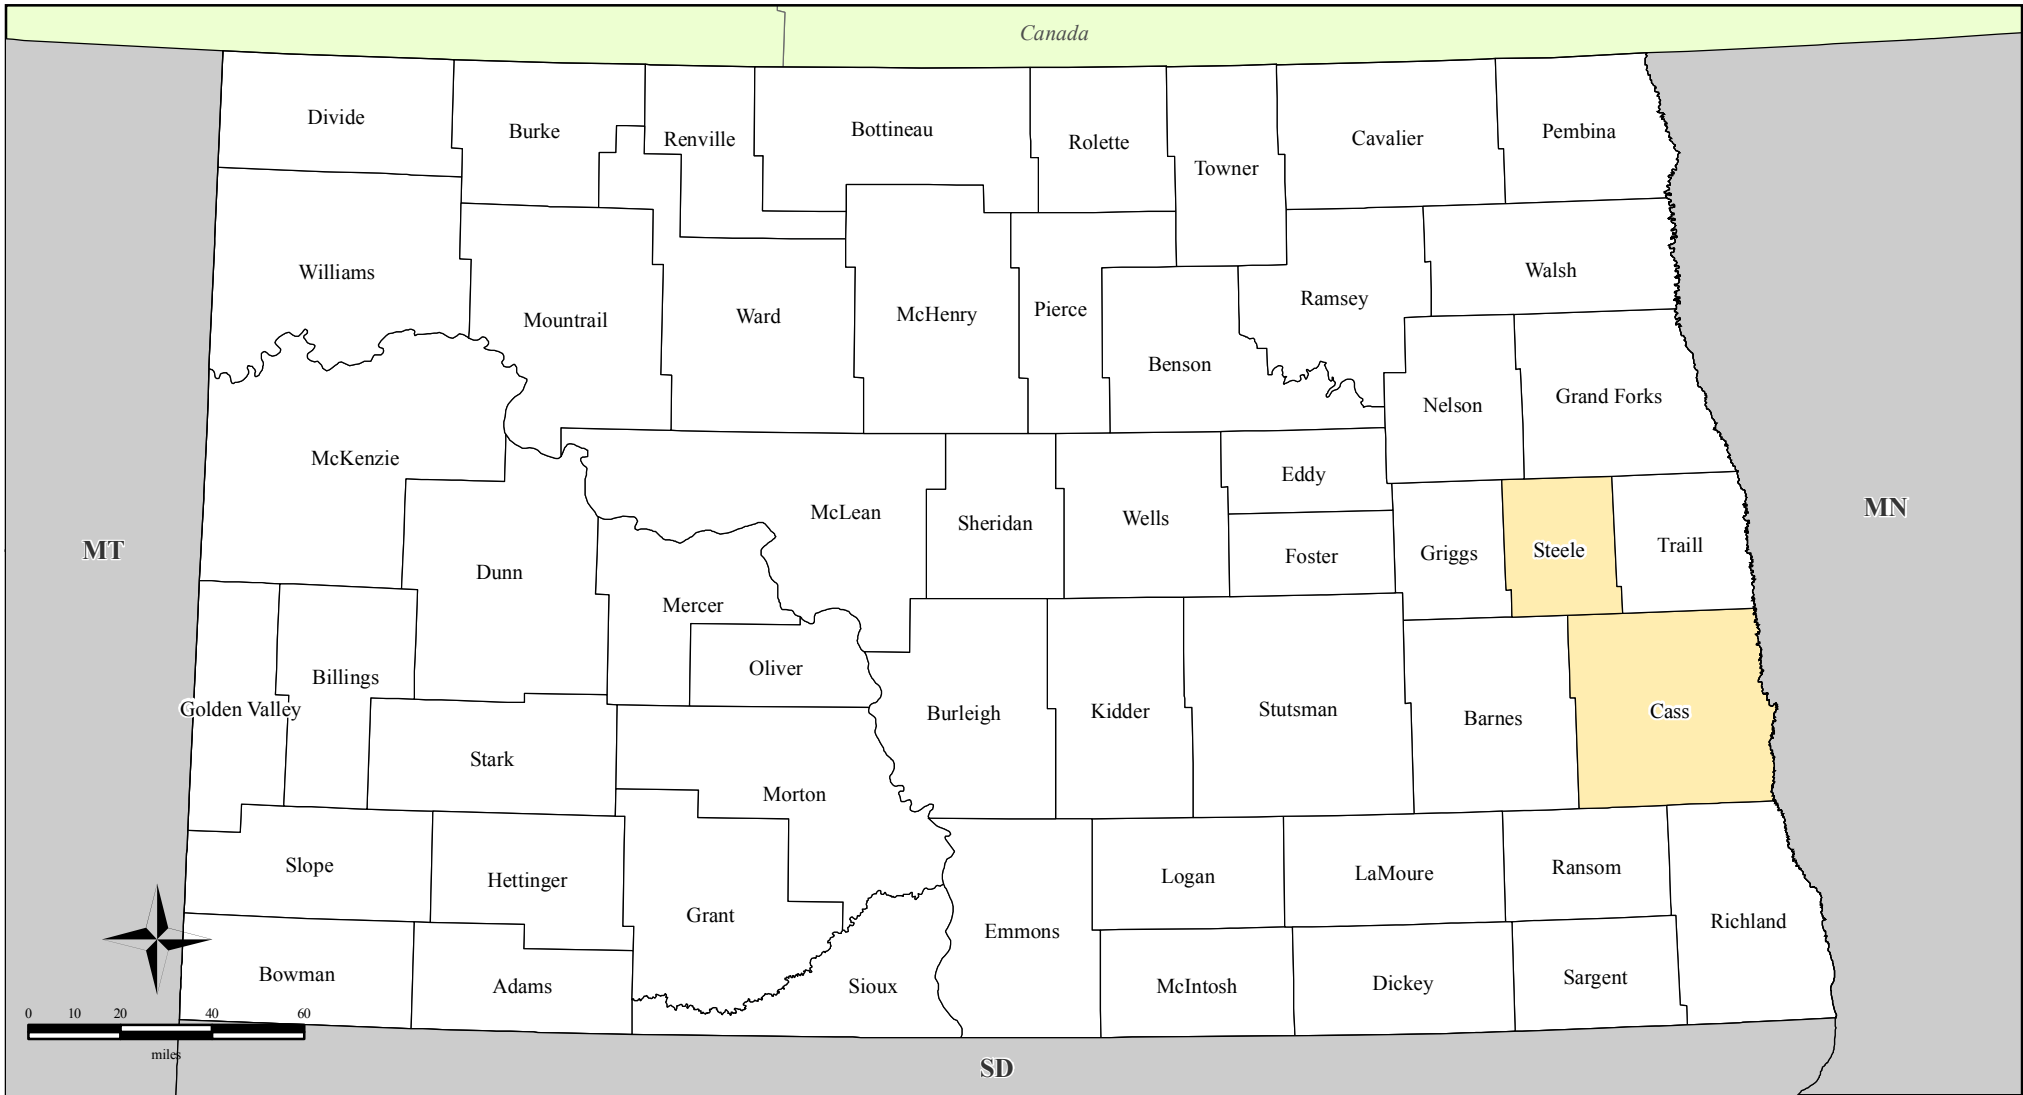 Canada
Divide
Burke
Renville
Bottineau
Rolette
Towner
Cavalier
Pembina
Williams
Mountrail
Ward
McHenry
Pierce
Benson
Ramsey
Walsh
Nelson
Grand Forks
McKenzie
McLean
Sheridan
Wells
Eddy
Foster
Griggs
Steele
Traill
MT
MN
Dunn
Mercer
Oliver
Golden Valley
Billings
Burleigh
Kidder
Stutsman
Barnes
Cass
Stark
Morton
Slope
Hettinger
Grant
Logan
LaMoure
Ransom
Richland
Emmons
Bowman
Adams
Sioux
McIntosh
Dickey
Sargent
0 10 20 40 60
miles
SD